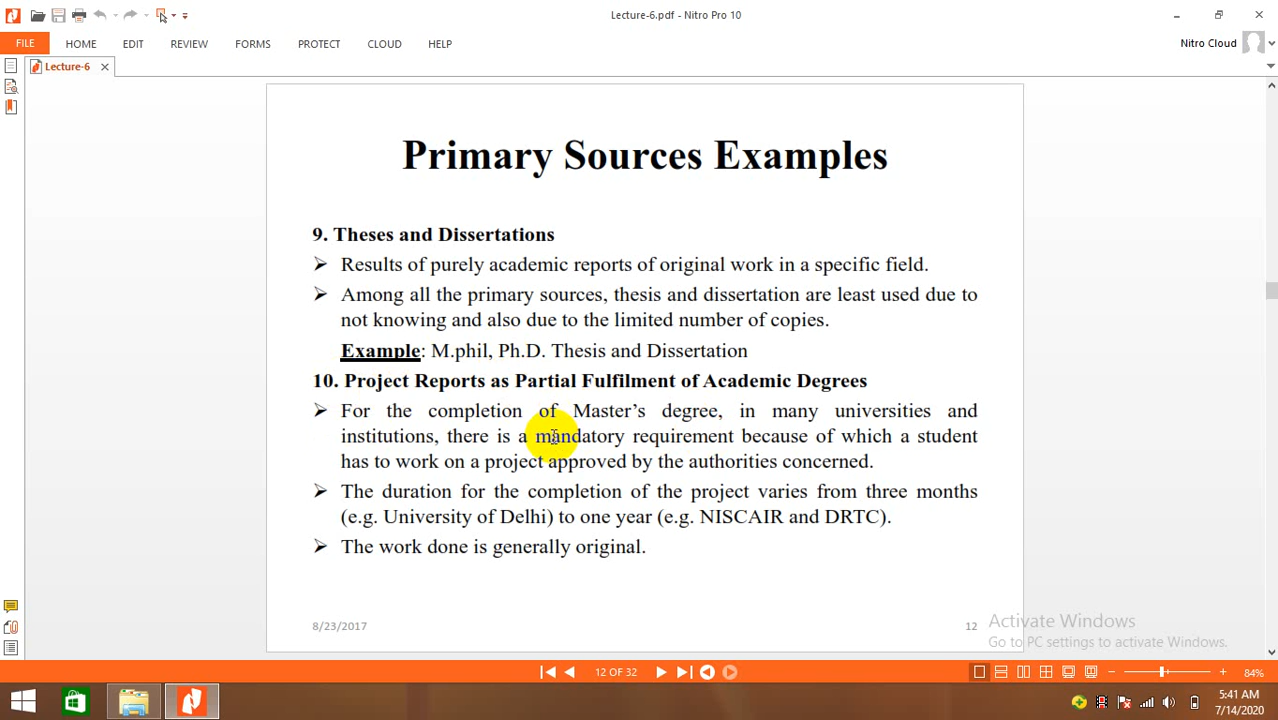 Lecture-6.pdf - Nitro Pro 10
FILE HOME EDIT REVIEW FORMS PROTECT CLOUD HELP Nitro Cloud
Lecture-6
Primary Sources Examples
9. Theses and Dissertations
➢ Results of purely academic reports of original work in a specific field.
➢ Among all the primary sources, thesis and dissertation are least used due to
not knowing and also due to the limited number of copies.
Example: M.phil, Ph.D. Thesis and Dissertation
10. Project Reports as Partial Fulfilment of Academic Degrees
➢ For the completion of Master’s degree, in many universities and
institutions, there is a mandatory requirement because of which a student
has to work on a project approved by the authorities concerned.
➢ The duration for the completion of the project varies from three months
(e.g. University of Delhi) to one year (e.g. NISCAIR and DRTC).
➢ The work done is generally original.
8/23/2017 12
Activate Windows
Go to PC settings to activate Windows.
12 OF 32 84%
5:41 AM
7/14/2020